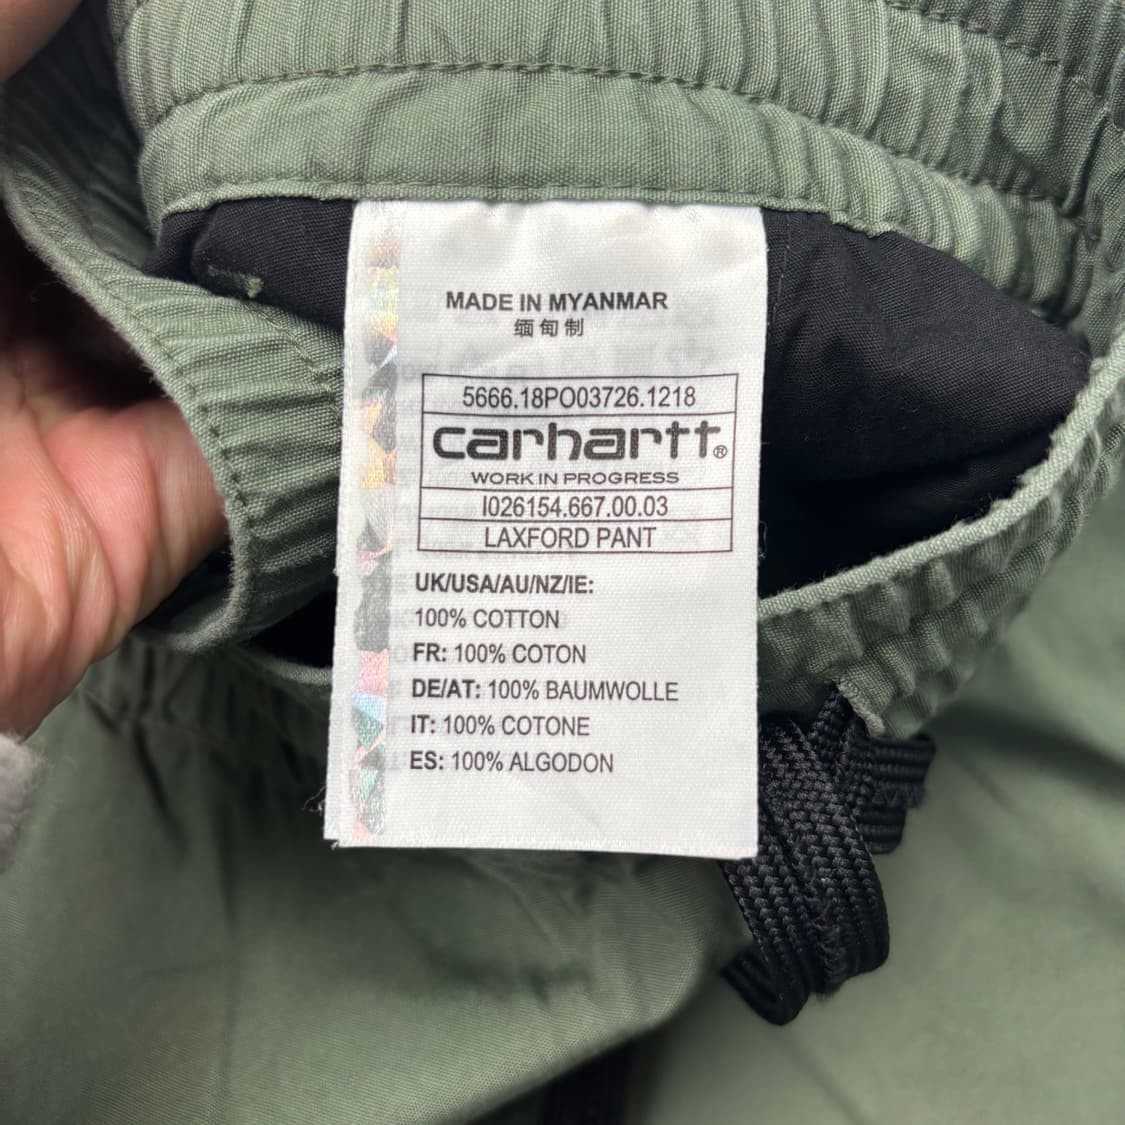 MADE IN MYANMAR
缅甸制
5666.18PO03726.1218
carhartt®
WORK IN PROGRESS
I026154.667.00.03
LAXFORD PANT
UK/USA/AU/NZ/IE:
100% COTTON
FR: 100% COTON
DE/AT: 100% BAUMWOLLE
IT: 100% COTONE
ES: 100% ALGODON